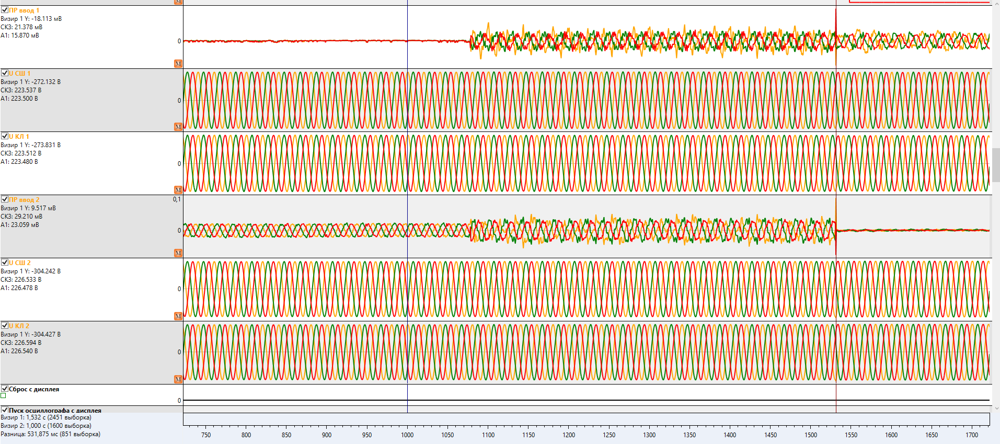 M
ПР ввод 1
Визир 1 Y: -18.113 мВ
СКЗ: 21.378 мВ
А1: 15.870 мВ
0
M
U СШ 1
Визир 1 Y: -272.132 В
СКЗ: 223.537 В
А1: 223.500 В
0
M
U КЛ 1
Визир 1 Y: -273.831 В
СКЗ: 223.512 В
А1: 223.480 В
0
M
ПР ввод 2
0,1
Визир 1 Y: 9.517 мВ
СКЗ: 29.210 мВ
А1: 23.059 мВ
0
M
U СШ 2
Визир 1 Y: -304.242 В
СКЗ: 226.533 В
А1: 226.478 В
0
M
U КЛ 2
Визир 1 Y: -304.427 В
СКЗ: 226.594 В
А1: 226.540 В
0
M
Сброс с дисплея
0
Пуск осциллографа с дисплея
Визир 1: 1,532 с (2451 выборка)
Визир 2: 1,000 с (1600 выборка)
Разница: 531,875 мс (851 выборка)
750 800 850 900 950 1000 1050 1100 1150 1200 1250 1300 1350 1400 1450 1500 1550 1600 1650 1700